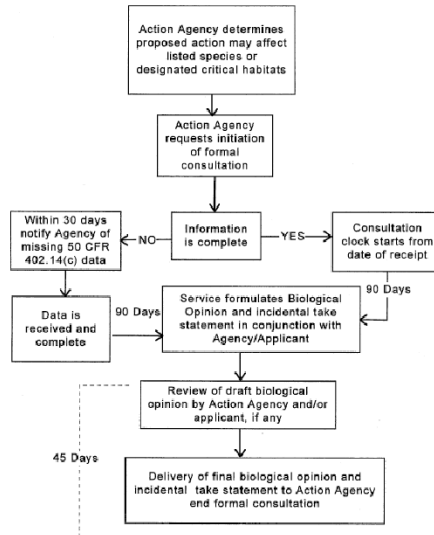 Action Agency determines
proposed action may affect
listed species or
designated critical habitats
Action Agency
requests initiation
of formal
consultation
Within 30 days
notify Agency of
missing 50 CFR
402.14(c) data
NO
Information
is complete
YES
Consultation
clock starts from
date of receipt
Data is
received and
complete
90 Days
Service formulates Biological
Opinion and incidental take
statement in conjunction with
Agency/Applicant
90 Days
Review of draft biological
opinion by Action Agency and/or
applicant, if any
45 Days
Delivery of final biological opinion and
incidental take statement to Action Agency
end formal consultation